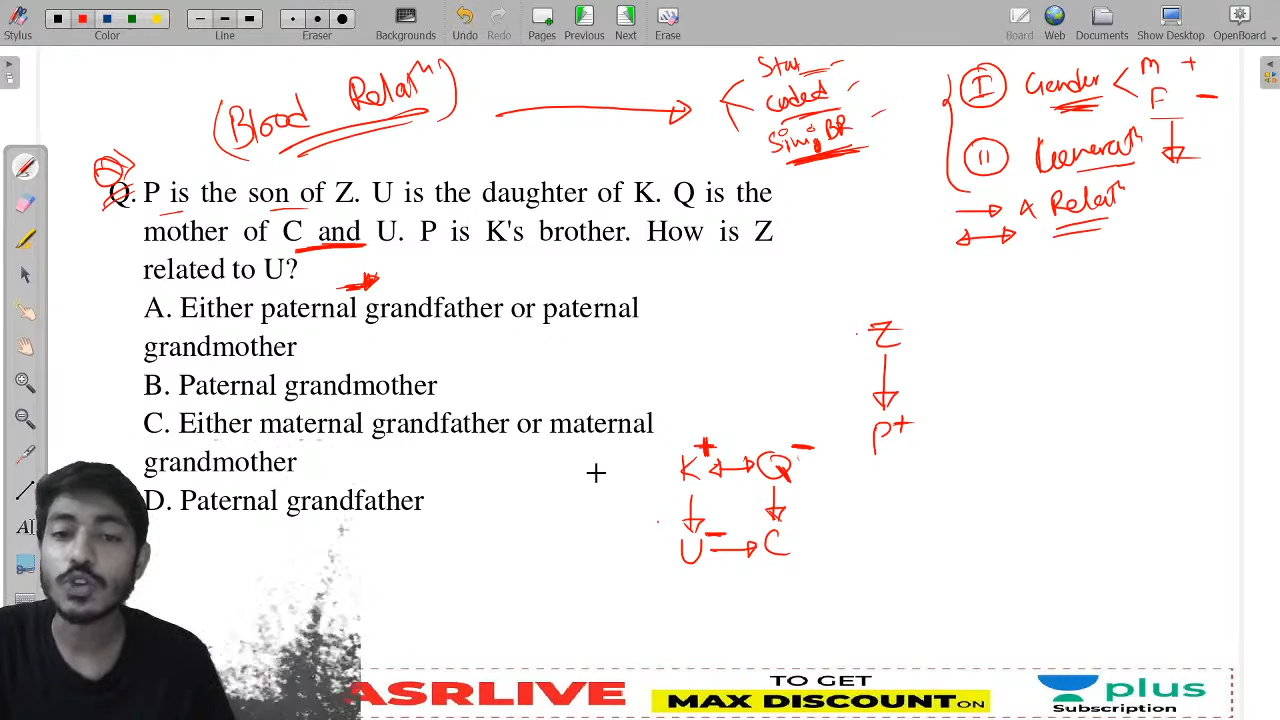 Stylus
Color
Line
Eraser
Backgrounds
Undo
Redo
Pages
Previous
Next
Erase
Board
Web
Documents
Show Desktop
OpenBoard
(Blood Relatn)
Coded
BR
I Gender < M +
F -
II
Relatn
Q. P is the son of Z. U is the daughter of K. Q is the
mother of C and U. P is K's brother. How is Z
related to U?
A. Either paternal grandfather or paternal
grandmother
B. Paternal grandmother
C. Either maternal grandfather or maternal
grandmother
D. Paternal grandfather
Z
P+
K+ Q-
U- C
ASRLIVE
TO GET
MAX DISCOUNT ON
plus
Subscription